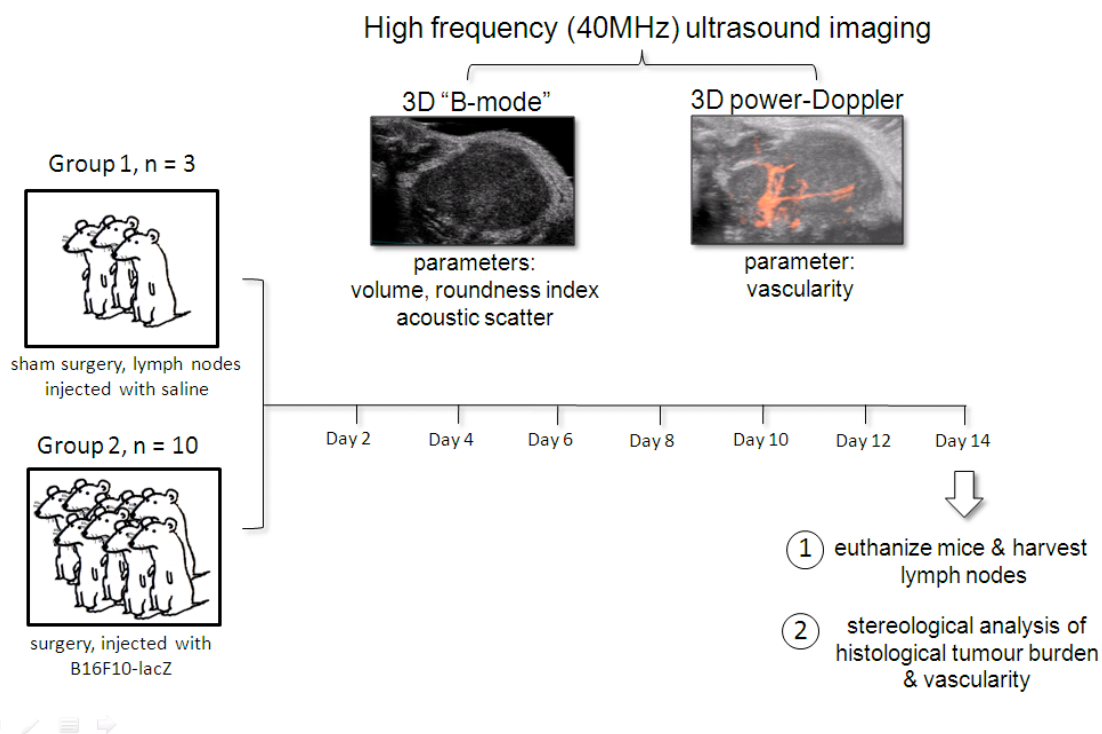 High frequency (40MHz) ultrasound imaging
3D “B-mode”
3D power-Doppler
parameters:
volume, roundness index
acoustic scatter
parameter:
vascularity
Group 1, n = 3
sham surgery, lymph nodes
injected with saline
Group 2, n = 10
surgery, injected with
B16F10-lacZ
Day 2
Day 4
Day 6
Day 8
Day 10
Day 12
Day 14
1 euthanize mice & harvest
lymph nodes
2 stereological analysis of
histological tumour burden
& vascularity